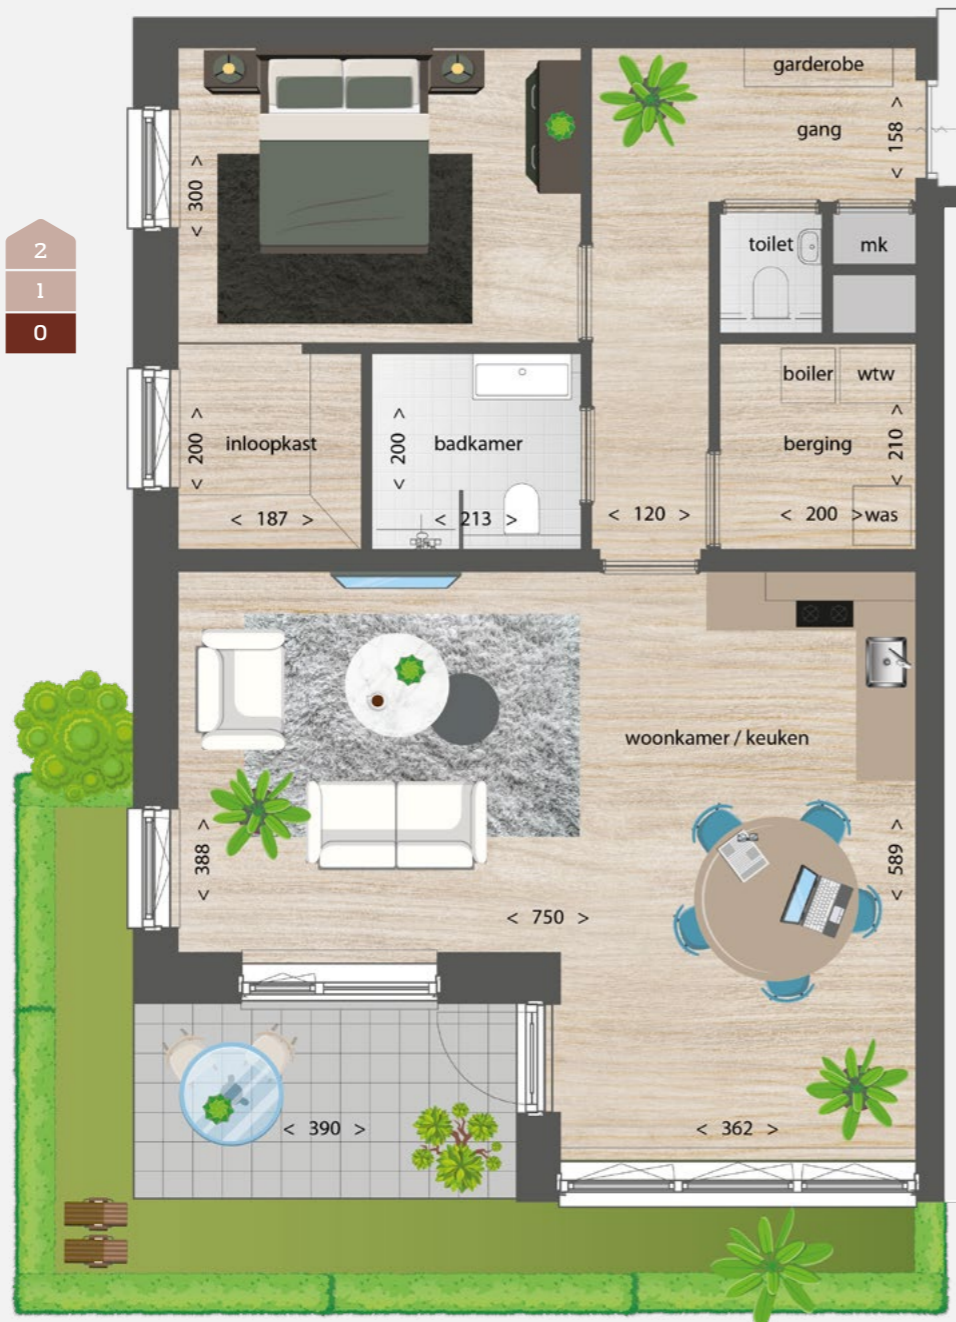 garderobe
gang
< 158 >
< 300 >
2
1
0
toilet
mk
boiler
wtw
< 200 >
inloopkast
< 200 >
badkamer
berging
< 210 >
< 187 >
< 213 >
< 120 >
< 200 >
was
woonkamer / keuken
< 388 >
< 589 >
< 750 >
< 390 >
< 362 >